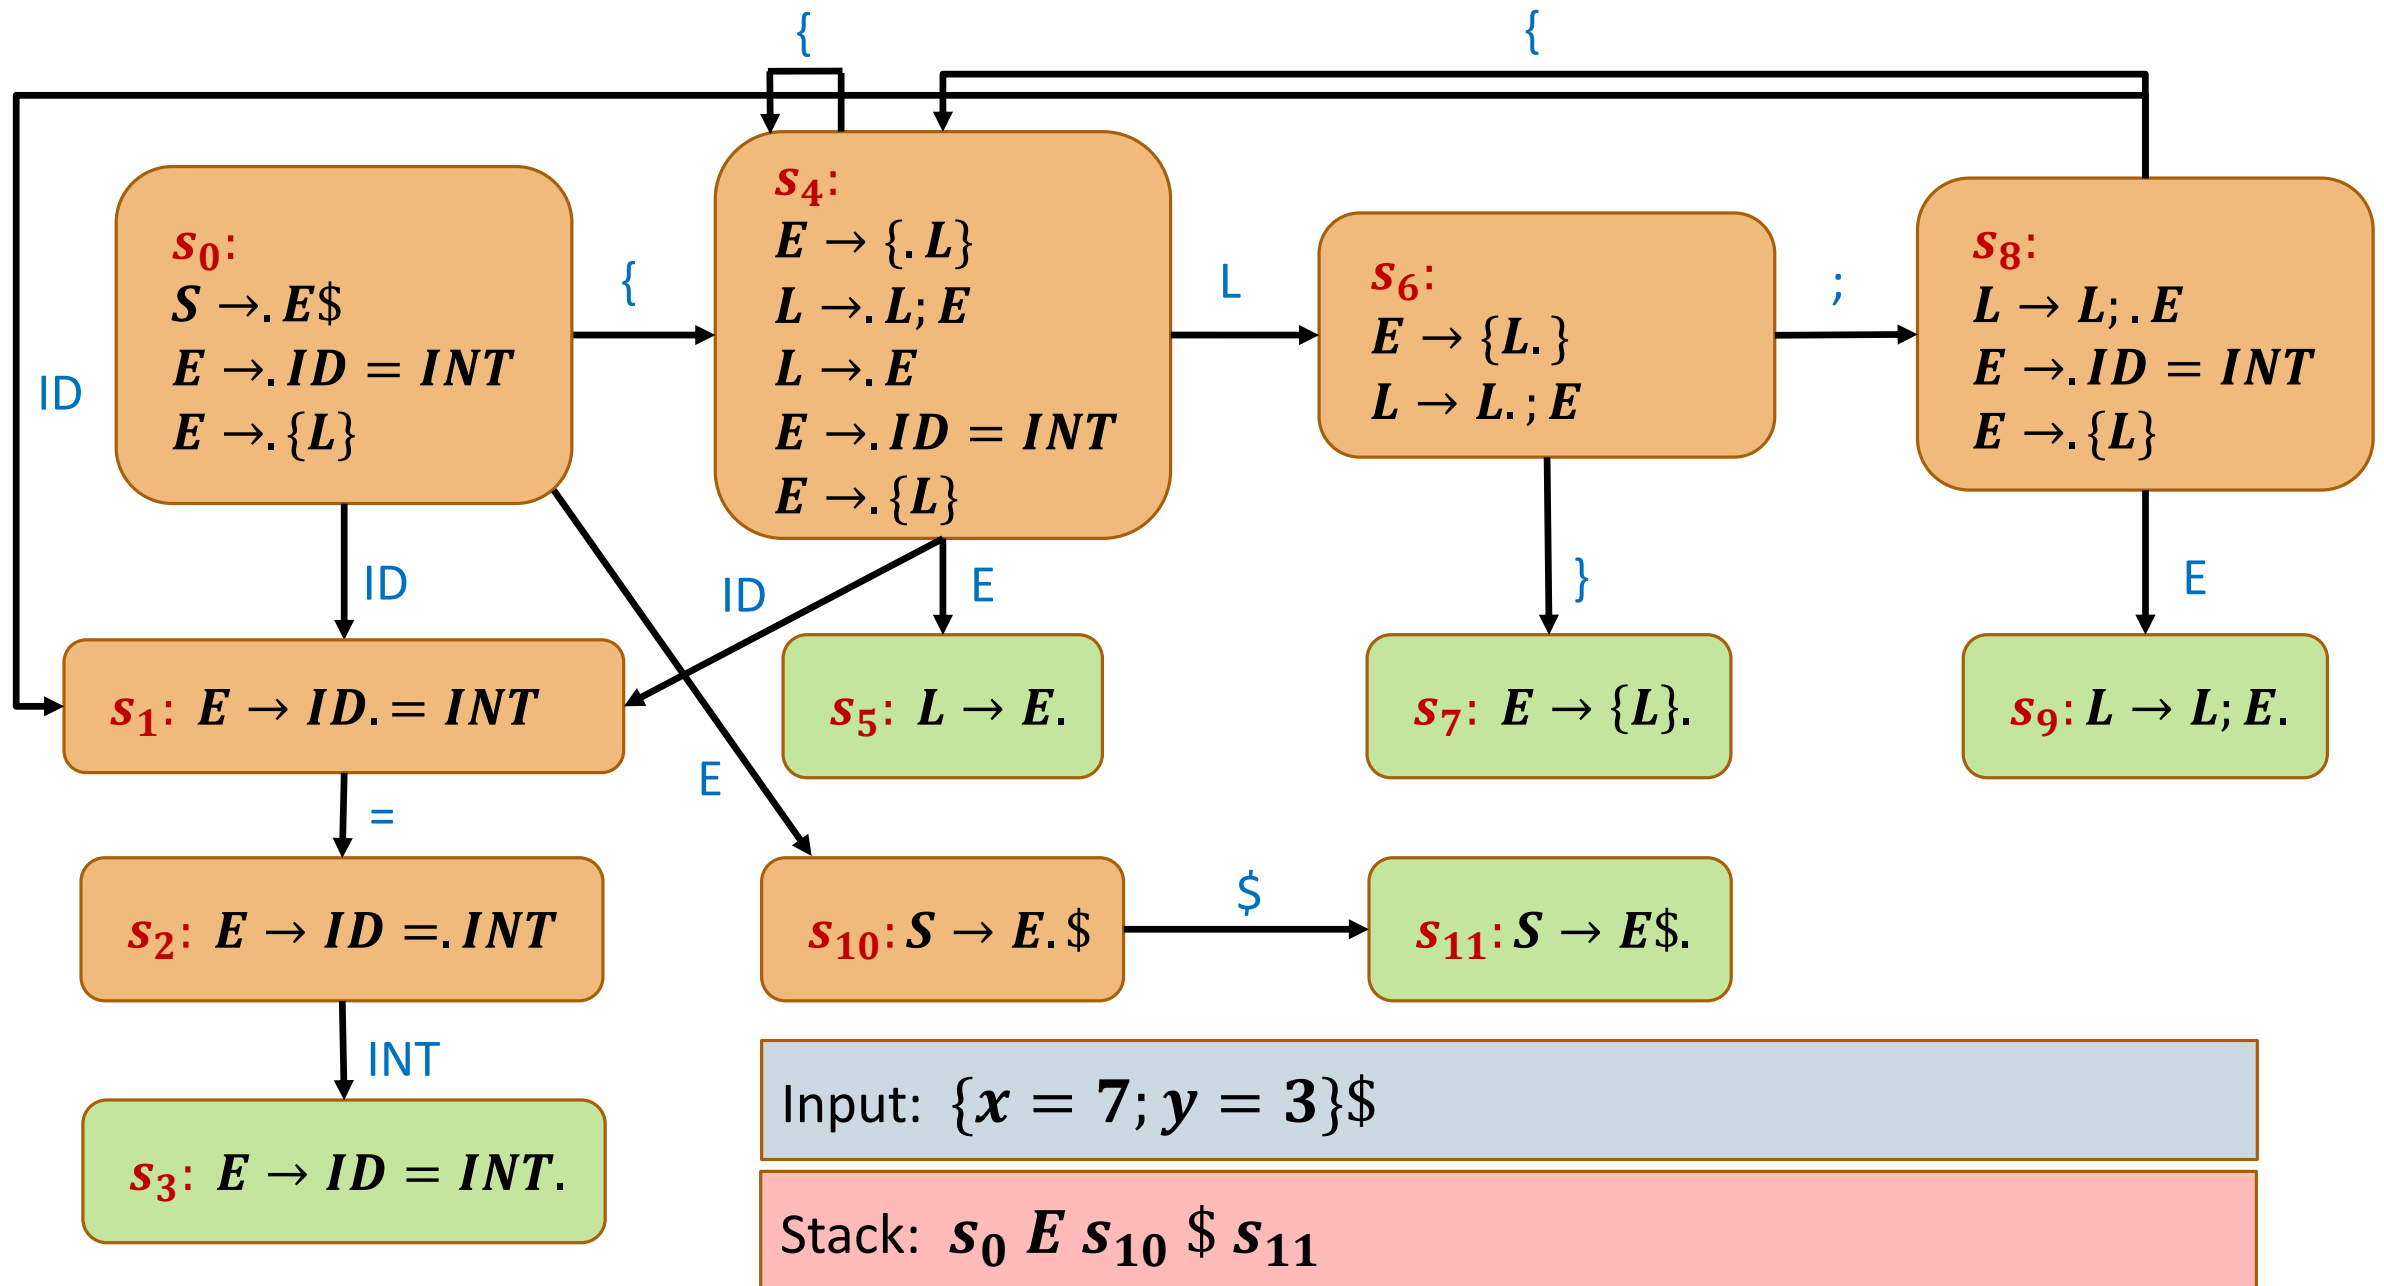 {
{
s₀:
S → . E$
E → . ID = INT
E → . {L}
{
s₄:
E → {. L}
L → . L; E
L → . E
E → . ID = INT
E → . {L}
L
s₆:
E → {L. }
L → L. ; E
;
s₈:
L → L; . E
E → . ID = INT
E → . {L}
ID
ID
ID
E
}
E
s₁: E → ID. = INT
s₅: L → E.
s₇: E → {L}.
s₉: L → L; E.
=
E
s₂: E → ID =. INT
s₁₀: S → E. $
$
s₁₁: S → E$.
INT
s₃: E → ID = INT.
Input: {x = 7; y = 3}$
Stack: s₀ E s₁₀ $ s₁₁